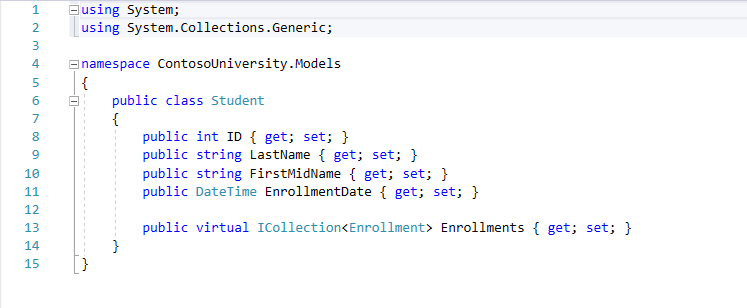 1 using System;
2 using System.Collections.Generic;
3
4 namespace ContosoUniversity.Models
5 {
6     public class Student
7     {
8         public int ID { get; set; }
9         public string LastName { get; set; }
10         public string FirstMidName { get; set; }
11         public DateTime EnrollmentDate { get; set; }
12
13         public virtual ICollection<Enrollment> Enrollments { get; set; }
14     }
15 }